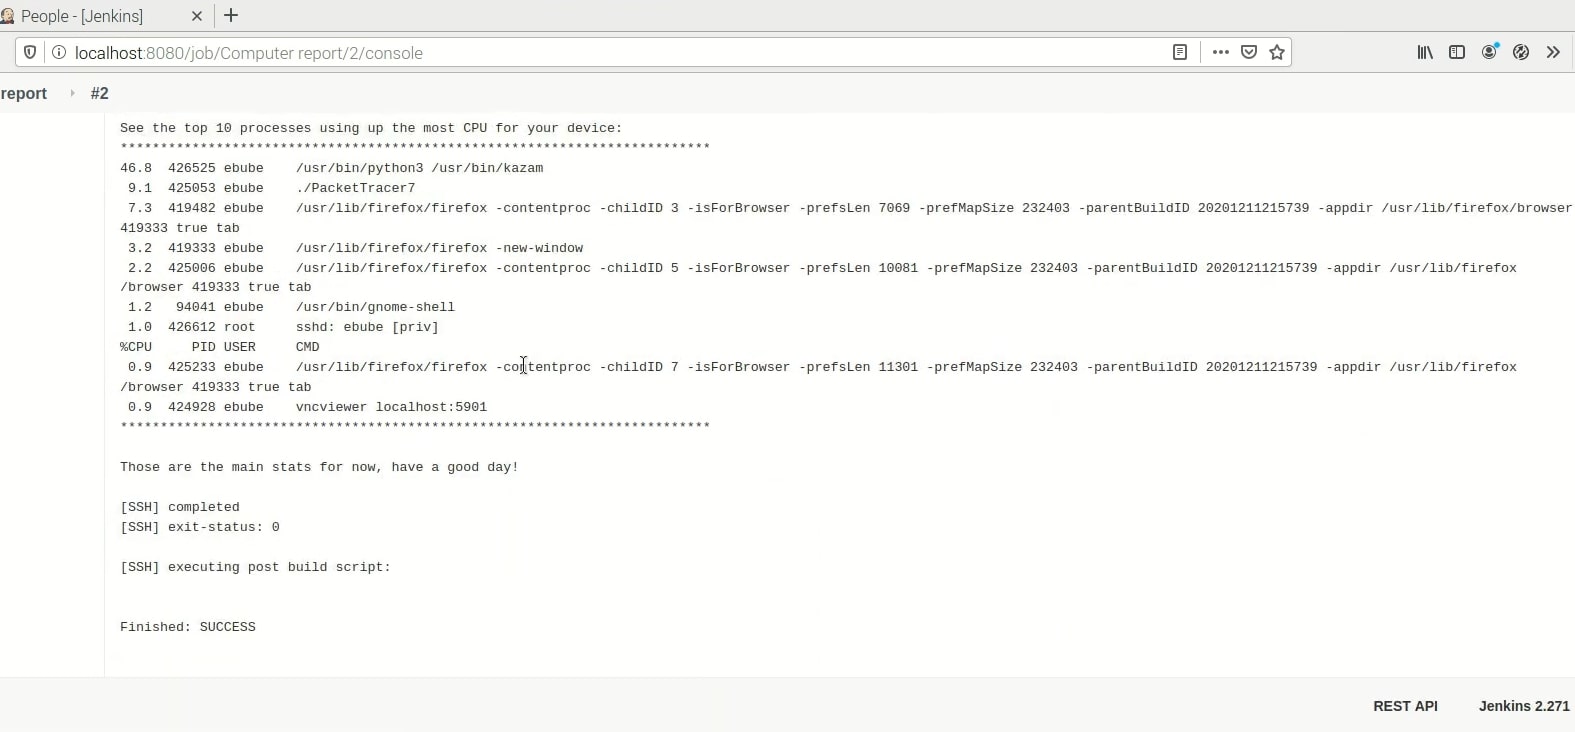 People - [Jenkins]
localhost:8080/job/Computer report/2/console
report
#2
See the top 10 processes using up the most CPU for your device:
**************************************************************************
46.8 426525 ebube /usr/bin/python3 /usr/bin/kazam
9.1 425053 ebube ./PacketTracer7
7.3 419482 ebube /usr/lib/firefox/firefox -contentproc -childID 3 -isForBrowser -prefsLen 7069 -prefMapSize 232403 -parentBuildID 20201211215739 -appdir /usr/lib/firefox/browser
419333 true tab
3.2 419333 ebube /usr/lib/firefox/firefox -new-window
2.2 425006 ebube /usr/lib/firefox/firefox -contentproc -childID 5 -isForBrowser -prefsLen 10081 -prefMapSize 232403 -parentBuildID 20201211215739 -appdir /usr/lib/firefox
/browser 419333 true tab
1.2 94041 ebube /usr/bin/gnome-shell
1.0 426612 root sshd: ebube [priv]
%CPU PID USER CMD
0.9 425233 ebube /usr/lib/firefox/firefox -contentproc -childID 7 -isForBrowser -prefsLen 11301 -prefMapSize 232403 -parentBuildID 20201211215739 -appdir /usr/lib/firefox
/browser 419333 true tab
0.9 424928 ebube vncviewer localhost:5901
**************************************************************************
Those are the main stats for now, have a good day!
[SSH] completed
[SSH] exit-status: 0
[SSH] executing post build script:
Finished: SUCCESS
REST API
Jenkins 2.271